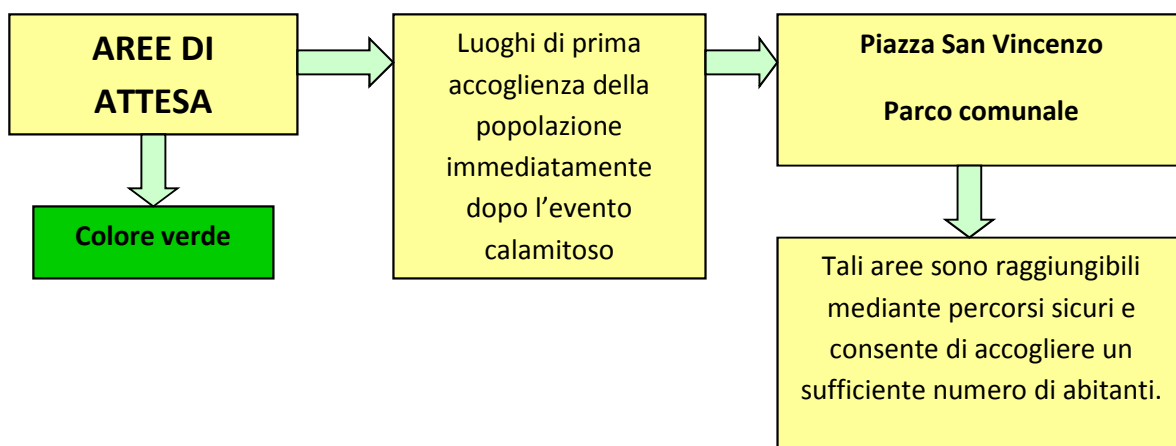 AREE DI
ATTESA
Colore verde
Luoghi di prima
accoglienza della
popolazione
immediatamente
dopo l’evento
calamitoso
Piazza San Vincenzo
Parco comunale
Tali aree sono raggiungibili
mediante percorsi sicuri e
consente di accogliere un
sufficiente numero di abitanti.